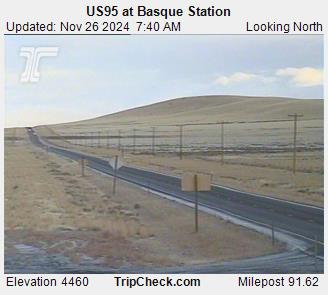 US95 at Basque Station
Updated: Nov 26 2024 7:40 AM Looking North
Elevation 4460 TripCheck.com Milepost 91.62